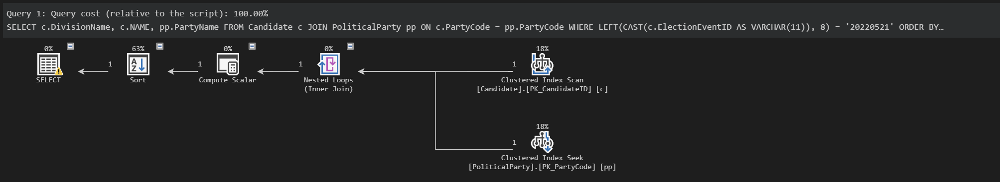 Query 1: Query cost (relative to the script): 100.00%
SELECT c.DivisionName, c.NAME, pp.PartyName FROM Candidate c JOIN PoliticalParty pp ON c.PartyCode = pp.PartyCode WHERE LEFT(CAST(c.ElectionEventID AS VARCHAR(11)), 8) = '20220521' ORDER BY…
0%
SELECT
1
63%
AZ
Sort
1
0%
Compute Scalar
1
0%
Nested Loops
(Inner Join)
18%
1
Clustered Index Scan
[Candidate].[PK_CandidateID] [c]
18%
1
Clustered Index Seek
[PoliticalParty].[PK_PartyCode] [pp]